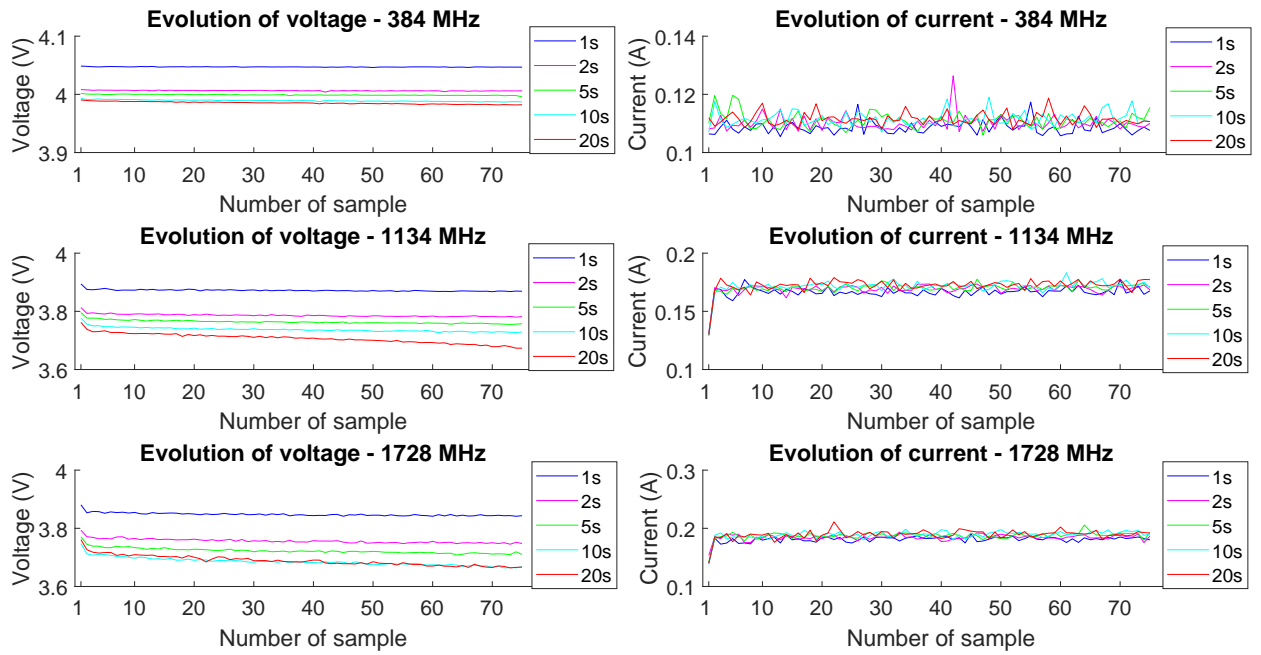 Evolution of voltage - 384 MHz
4.1
4
3.9
Voltage (V)
1 10 20 30 40 50 60 70
Number of sample
1s
2s
5s
10s
20s
Evolution of current - 384 MHz
0.14
0.12
0.1
Current (A)
1 10 20 30 40 50 60 70
Number of sample
1s
2s
5s
10s
20s
Evolution of voltage - 1134 MHz
4
3.8
3.6
Voltage (V)
1 10 20 30 40 50 60 70
Number of sample
1s
2s
5s
10s
20s
Evolution of current - 1134 MHz
0.2
0.15
0.1
Current (A)
1 10 20 30 40 50 60 70
Number of sample
1s
2s
5s
10s
20s
Evolution of voltage - 1728 MHz
4
3.8
3.6
Voltage (V)
1 10 20 30 40 50 60 70
Number of sample
1s
2s
5s
10s
20s
Evolution of current - 1728 MHz
0.3
0.2
0.1
Current (A)
1 10 20 30 40 50 60 70
Number of sample
1s
2s
5s
10s
20s